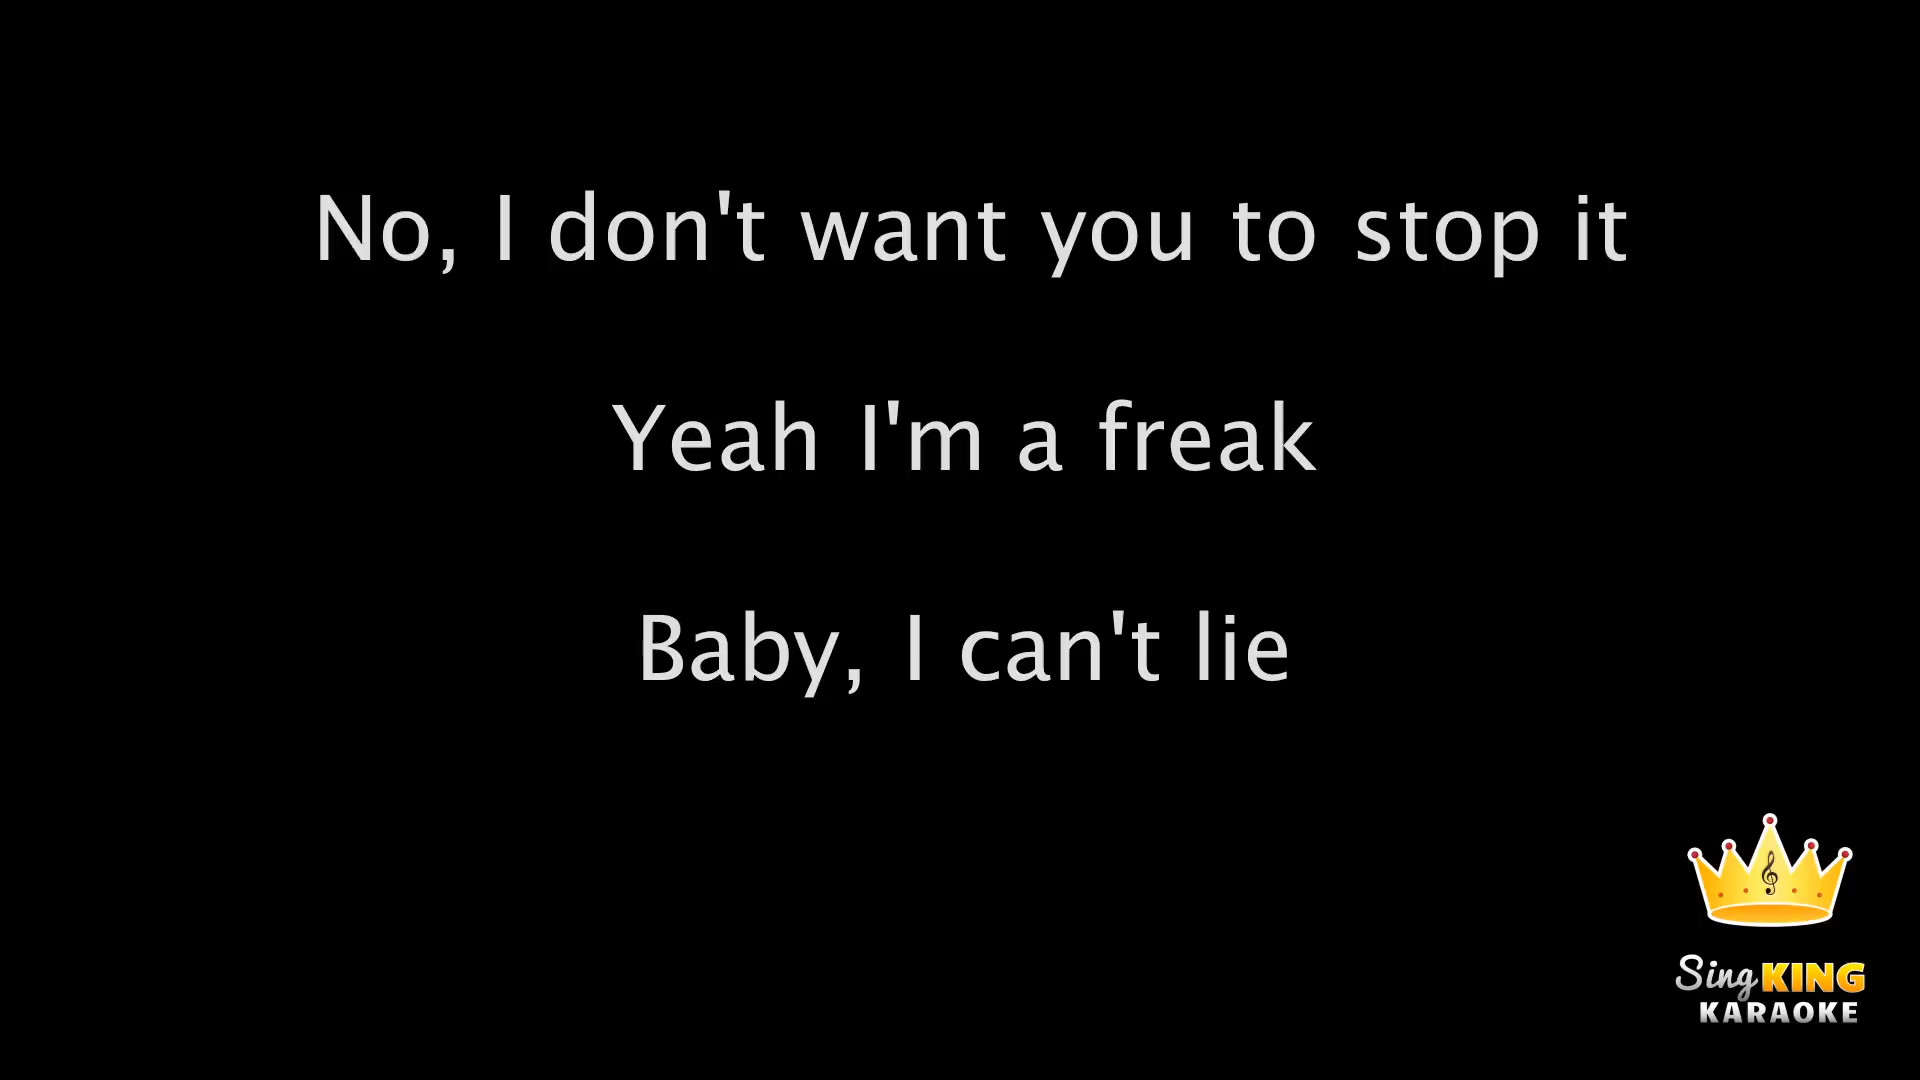 No, I don't want you to stop it
Yeah I'm a freak
Baby, I can't lie
Sing KING
KARAOKE